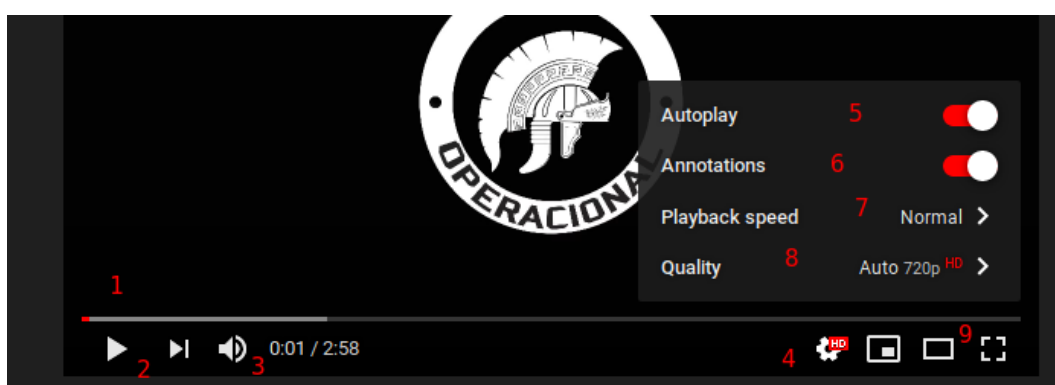 OPERACIONAL
Autoplay 5
Annotations 6
Playback speed 7 Normal
Quality 8 Auto 720p HD
1
0:01 / 2:58
HD
9
2 3 4